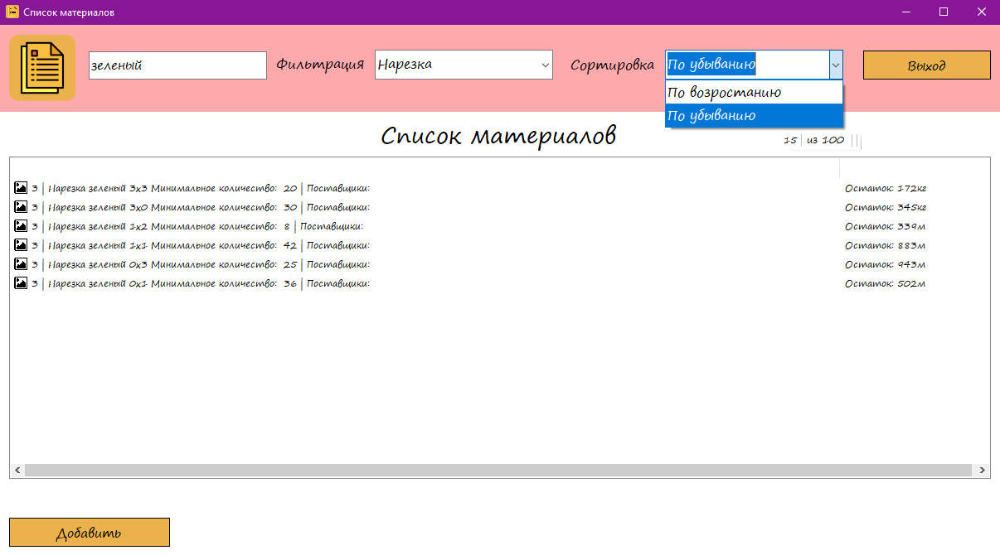 Список материалов
зеленый Фильтрация Нарезка Сортировка По убыванию Выход
По возростанию
По убыванию
Список материалов
15 из 100
3 | Нарезка зеленый 3x3 Минимальное количество: 20 | Поставщики: Остаток: 172кг
3 | Нарезка зеленый 3x0 Минимальное количество: 30 | Поставщики: Остаток: 345кг
3 | Нарезка зеленый 1x2 Минимальное количество: 8 | Поставщики: Остаток: 339м
3 | Нарезка зеленый 1x1 Минимальное количество: 42 | Поставщики: Остаток: 883м
3 | Нарезка зеленый 0x3 Минимальное количество: 25 | Поставщики: Остаток: 943м
3 | Нарезка зеленый 0x1 Минимальное количество: 36 | Поставщики: Остаток: 502м
Добавить